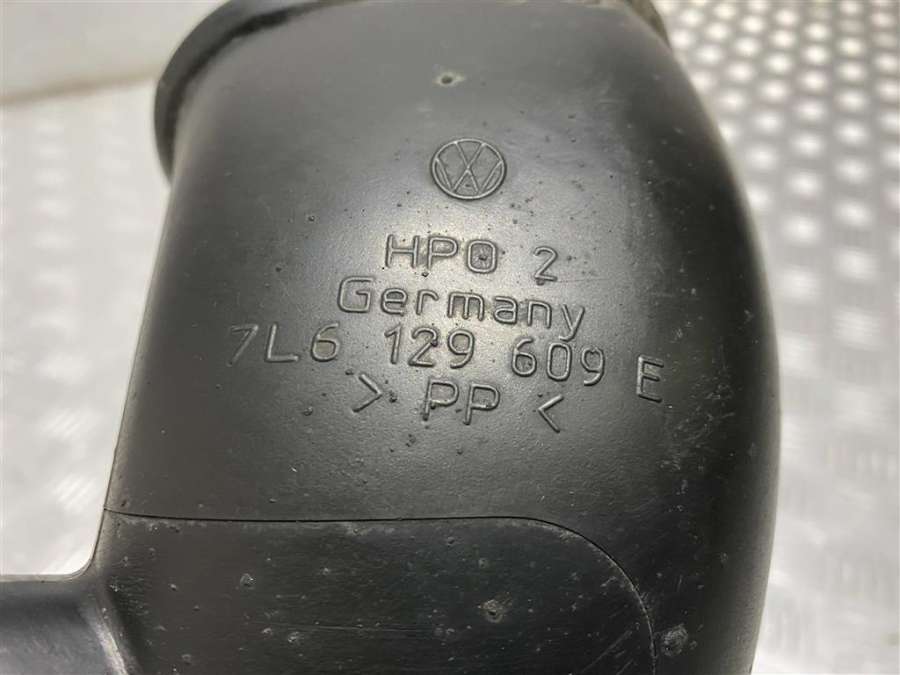 HPO 2
Germany
7L6 129 609 E
> PP <